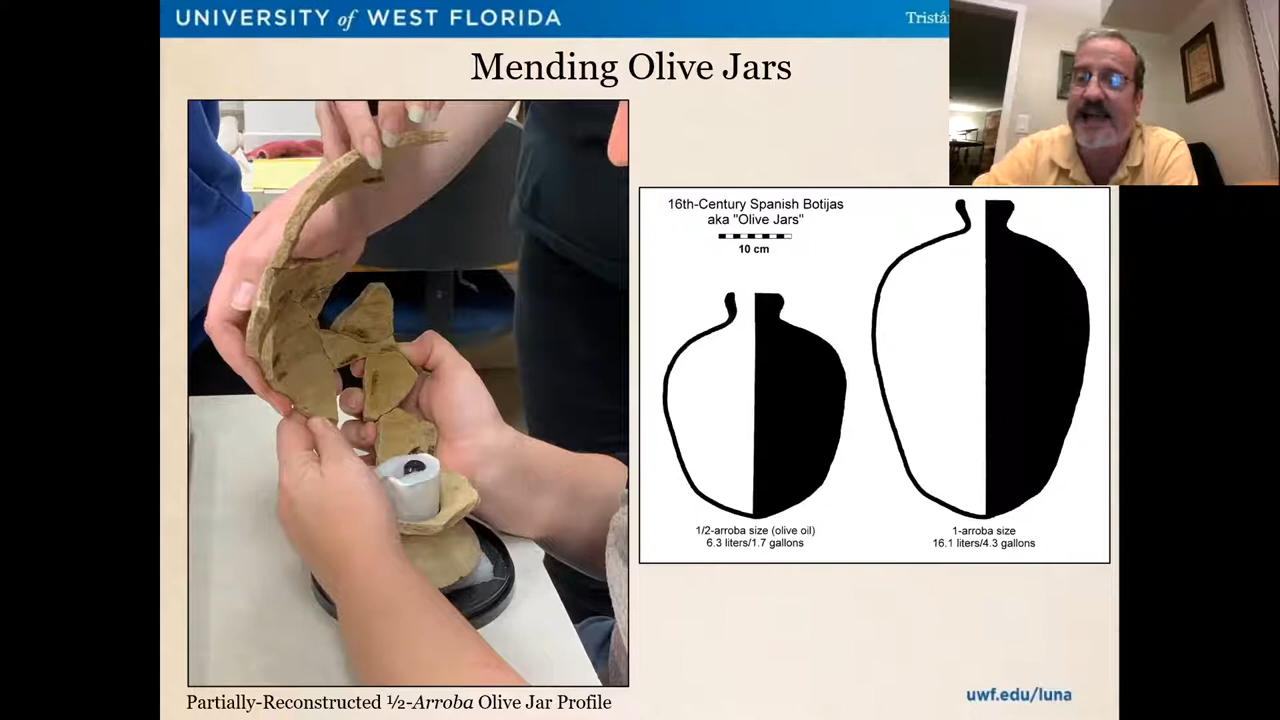 UNIVERSITY of WEST FLORIDA
Mending Olive Jars
16th-Century Spanish Botijas
aka "Olive Jars"
10 cm
1/2-arroba size (olive oil)
6.3 liters/1.7 gallons
1-arroba size
16.1 liters/4.3 gallons
Partially-Reconstructed ½-Arroba Olive Jar Profile
uwf.edu/luna